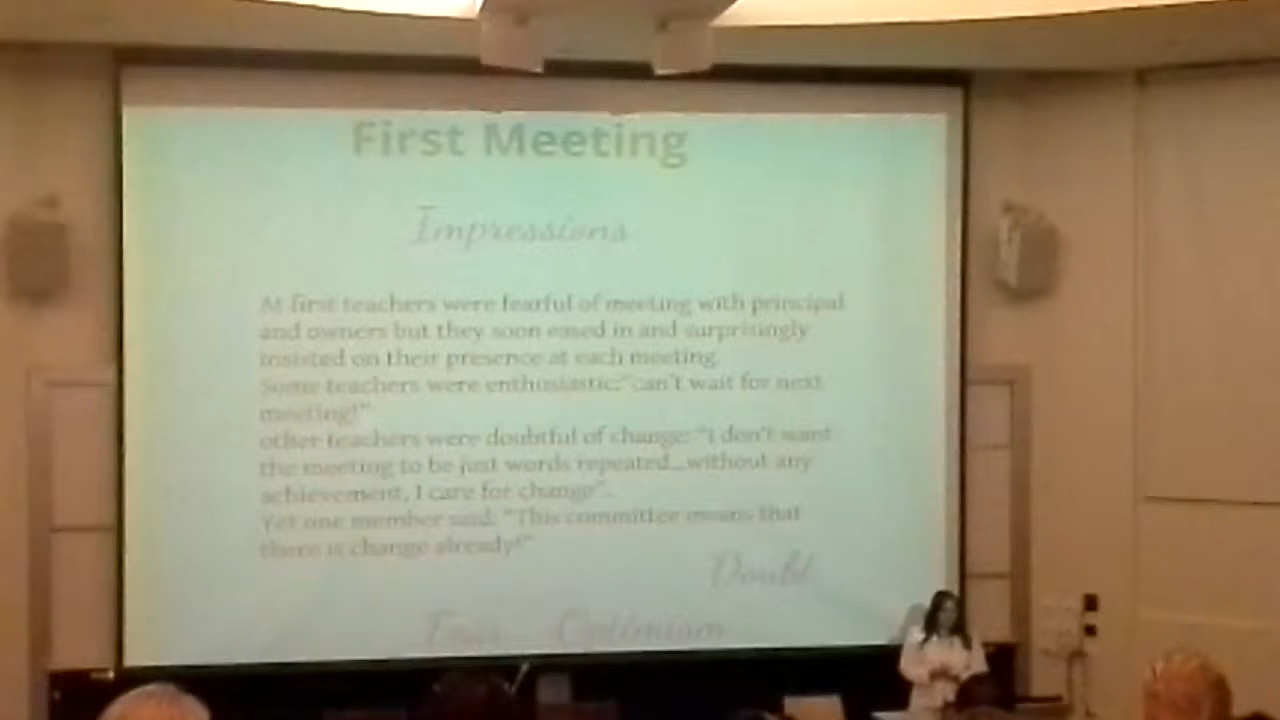 First Meeting
Impressions
At first teachers were fearful of meeting with principal
and owners but they soon eased in and surprisingly
insisted on their presence at each meeting.
Some teachers were enthusiastic:"can't wait for next
meeting!"
other teachers were doubtful of change: "I don't want
the meeting to be just words repeated...without any
achievement, I care for change".
Yet one member said: "This committee means that
there is change already!"
Doubt
Optimism